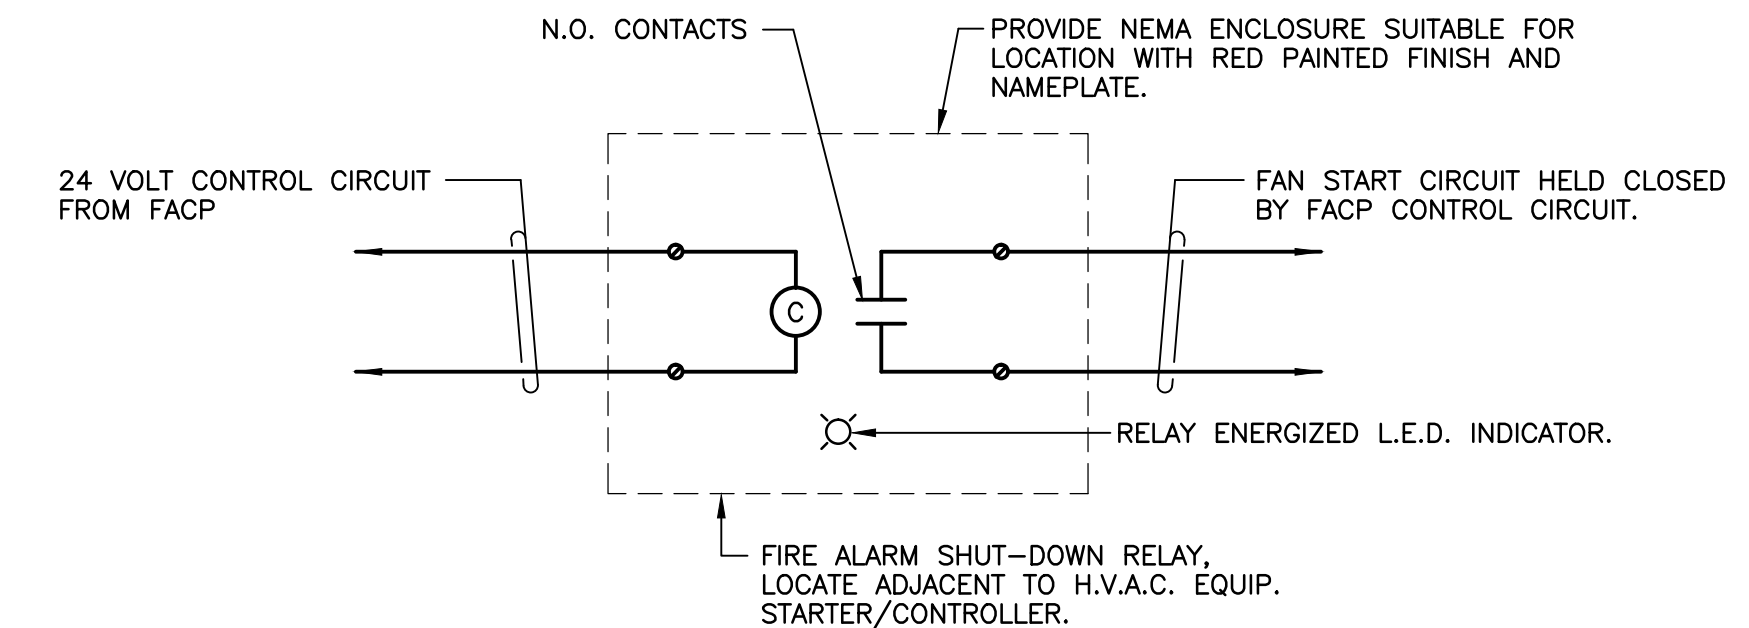 N.O. CONTACTS
PROVIDE NEMA ENCLOSURE SUITABLE FOR
LOCATION WITH RED PAINTED FINISH AND
NAMEPLATE.
24 VOLT CONTROL CIRCUIT
FROM FACP
FAN START CIRCUIT HELD CLOSED
BY FACP CONTROL CIRCUIT.
C
RELAY ENERGIZED L.E.D. INDICATOR.
FIRE ALARM SHUT-DOWN RELAY,
LOCATE ADJACENT TO H.V.A.C. EQUIP.
STARTER/CONTROLLER.